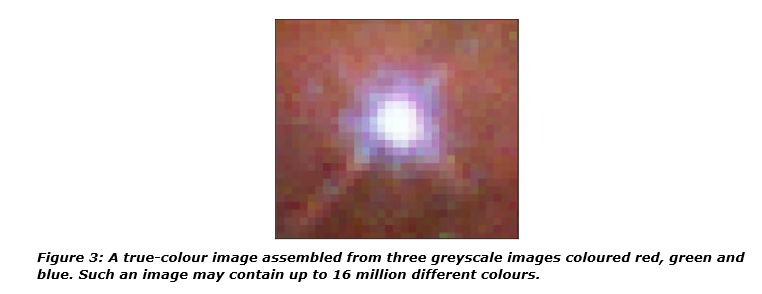 Figure 3: A true-colour image assembled from three greyscale images coloured red, green and
blue. Such an image may contain up to 16 million different colours.